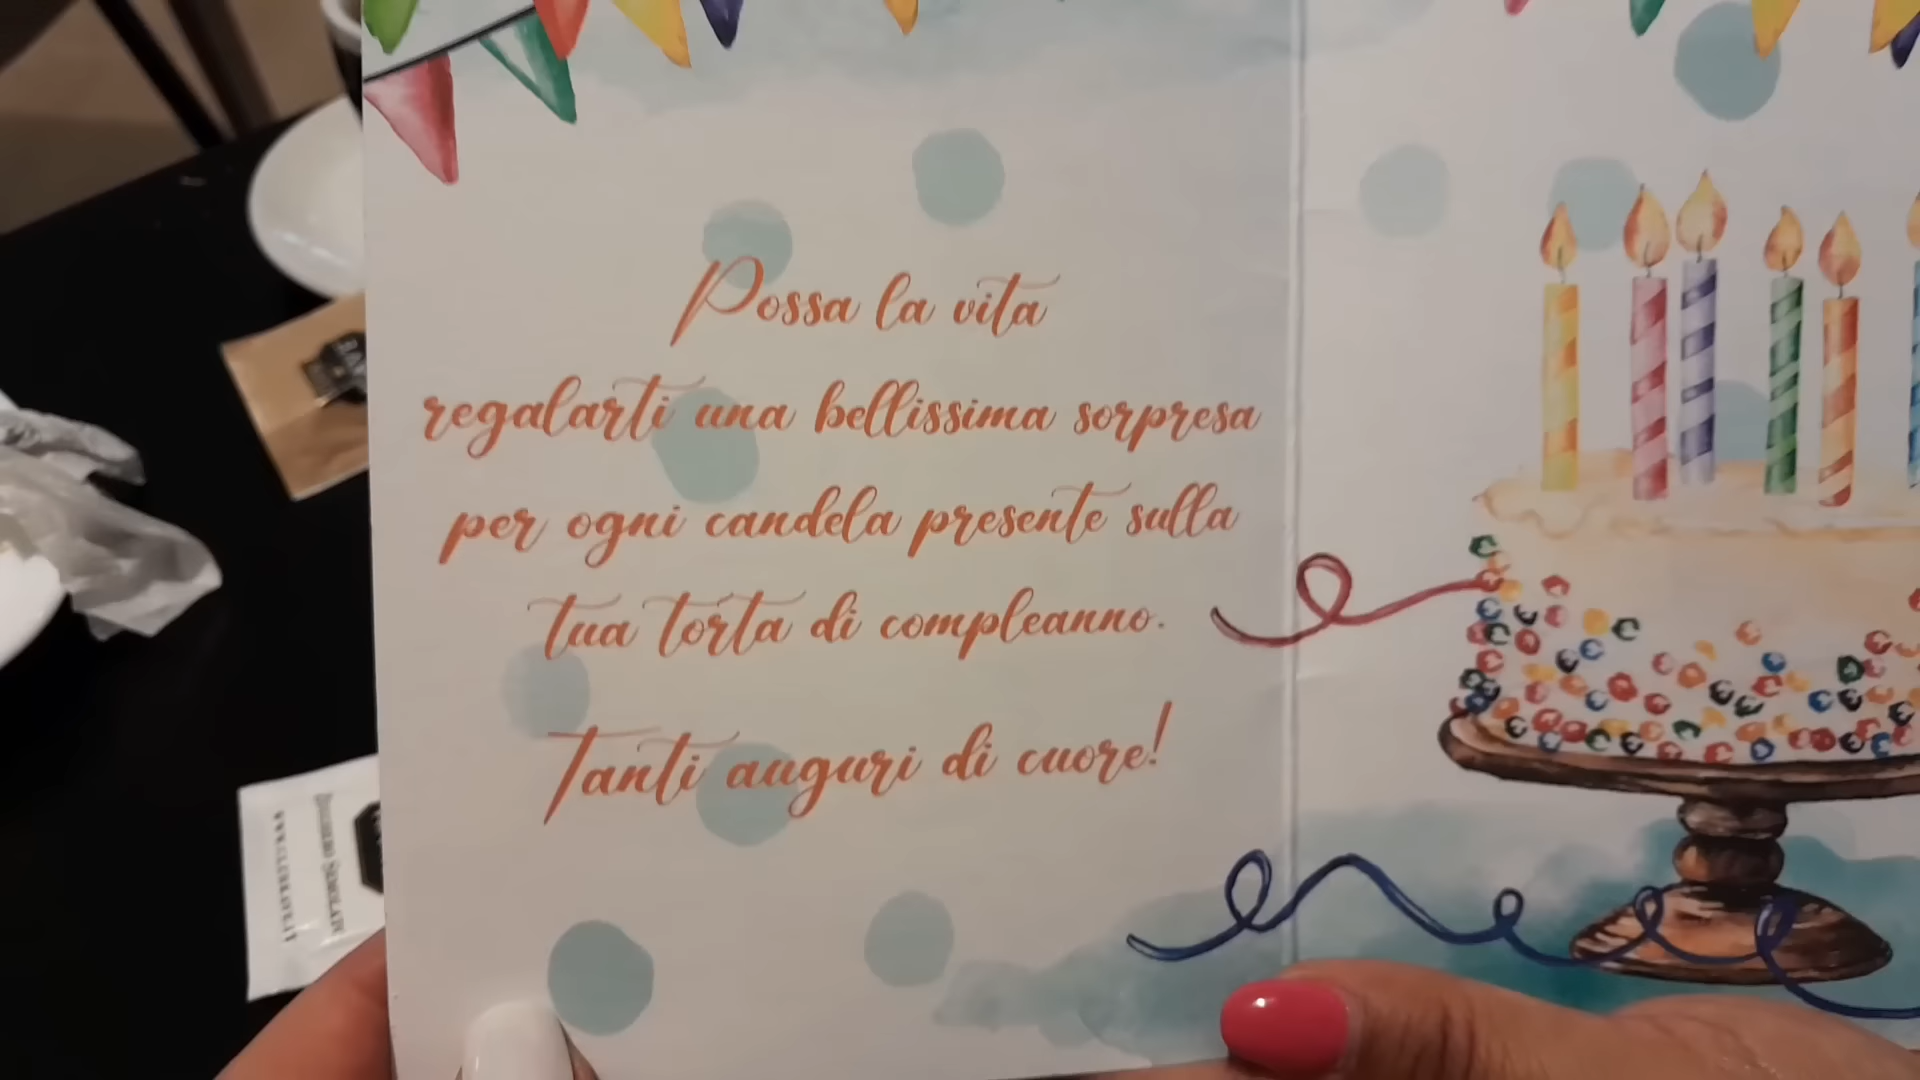 Possa la vita
regalarti una bellissima sorpresa
per ogni candela presente sulla
tua torta di compleanno.
Tanti auguri di cuore!